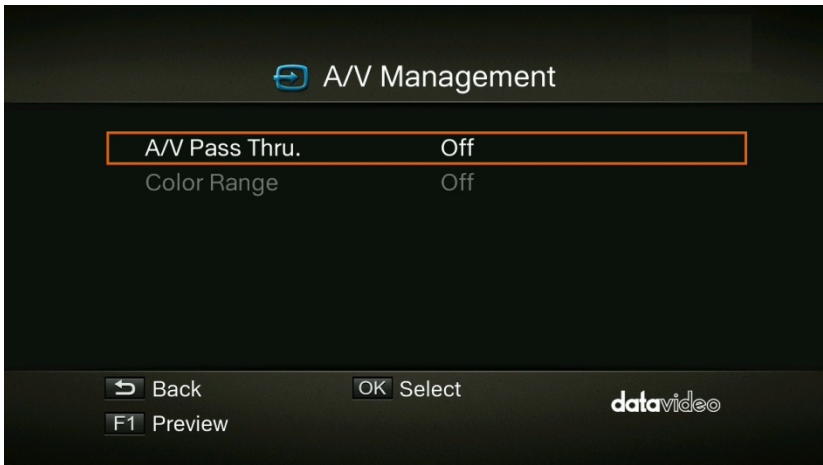 A/V Management
A/V Pass Thru. Off
Color Range Off
Back OK Select
F1 Preview
datavideo